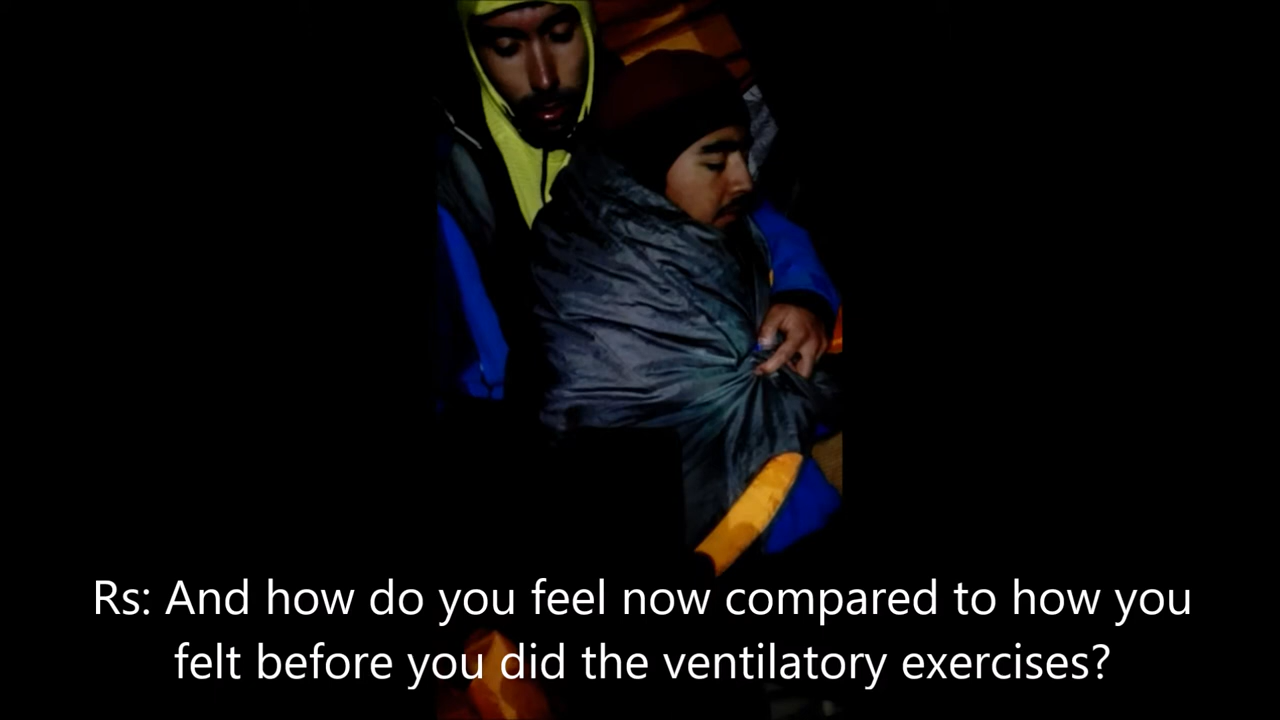 Rs: And how do you feel now compared to how you
felt before you did the ventilatory exercises?